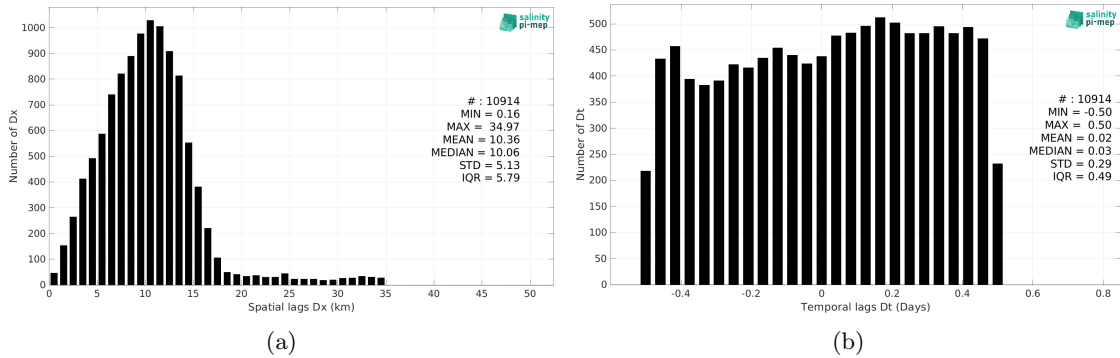 1000
900
800
700
600
500
400
300
200
100
0
Number of Dx
0 5 10 15 20 25 30 35 40 45 50
Spatial lags Dx (km)
salinity
pi-mep
# : 10914
MIN = 0.16
MAX = 34.97
MEAN = 10.36
MEDIAN = 10.06
STD = 5.13
IQR = 5.79
(a)
500
450
400
350
300
250
200
150
100
50
0
Number of Dt
-0.4 -0.2 0 0.2 0.4 0.6 0.8
Temporal lags Dt (Days)
salinity
pi-mep
# : 10914
MIN = -0.50
MAX = 0.50
MEAN = 0.02
MEDIAN = 0.03
STD = 0.29
IQR = 0.49
(b)